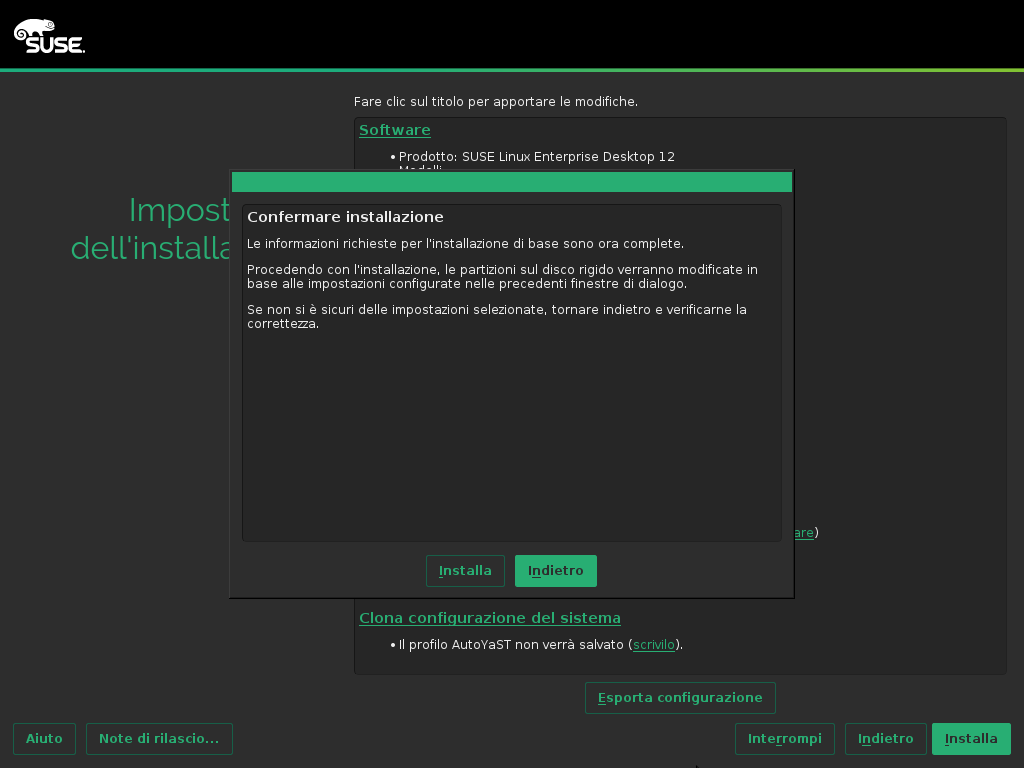 SUSE.
Fare clic sul titolo per apportare le modifiche.
Software
• Prodotto: SUSE Linux Enterprise Desktop 12
Impost
dell'installa
Confermare installazione
Le informazioni richieste per l'installazione di base sono ora complete.
Procedendo con l'installazione, le partizioni sul disco rigido verranno modificate in
base alle impostazioni configurate nelle precedenti finestre di dialogo.
Se non si è sicuri delle impostazioni selezionate, tornare indietro e verificarne la
correttezza.
are)
Installa
Indietro
Clona configurazione del sistema
• Il profilo AutoYaST non verrà salvato (scrivilo).
Esporta configurazione
Aiuto
Note di rilascio...
Interrompi
Indietro
Installa